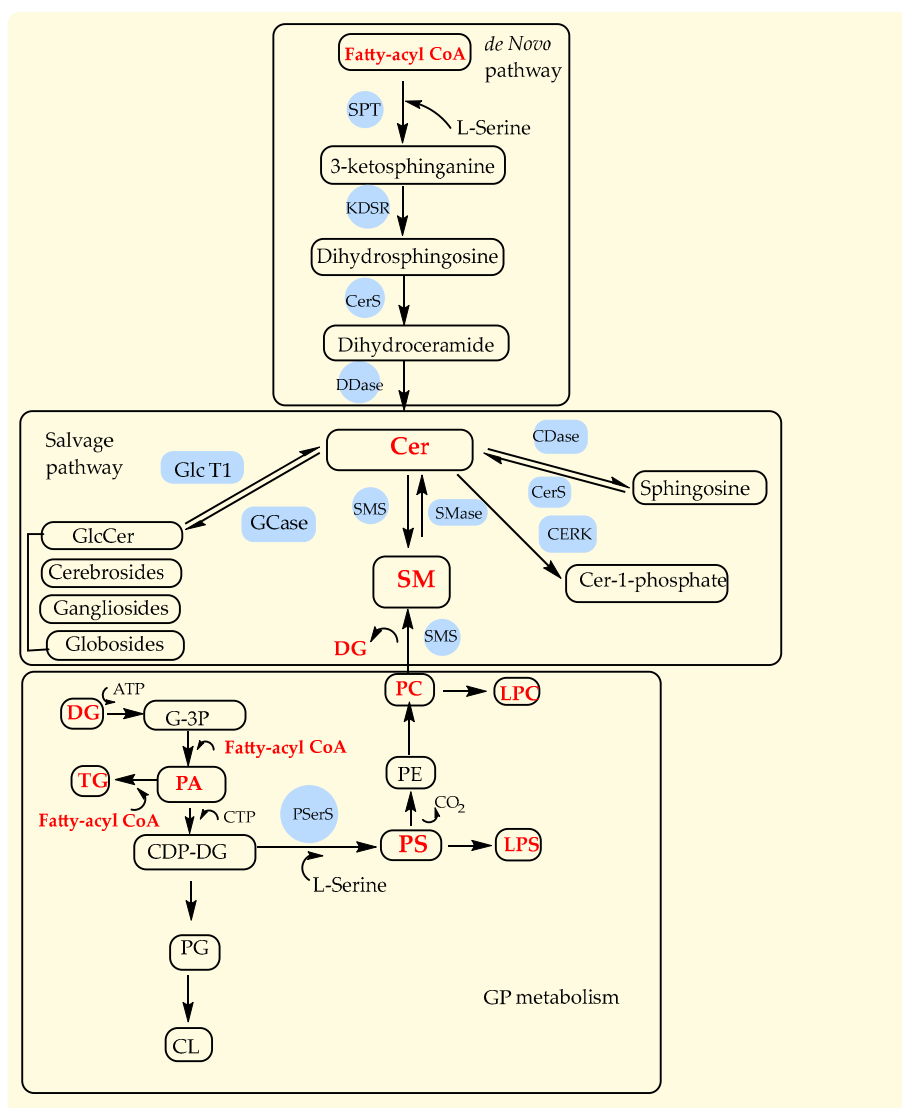 Fatty-acyl CoA
de Novo
pathway
SPT
L-Serine
3-ketosphinganine
KDSR
Dihydrosphingosine
CerS
Dihydroceramide
DDase
Salvage
pathway
Cer
CDase
Glc T1
GCase
SMS
SMase
CerS
Sphingosine
CERK
GlcCer
Cerebrosides
Gangliosides
Globosides
SM
Cer-1-phosphate
DG
SMS
ATP
DG
G-3P
PC
LPC
Fatty-acyl CoA
TG
PA
PE
Fatty-acyl CoA
CTP
PSerS
CO2
CDP-DG
PS
LPS
L-Serine
PG
GP metabolism
CL